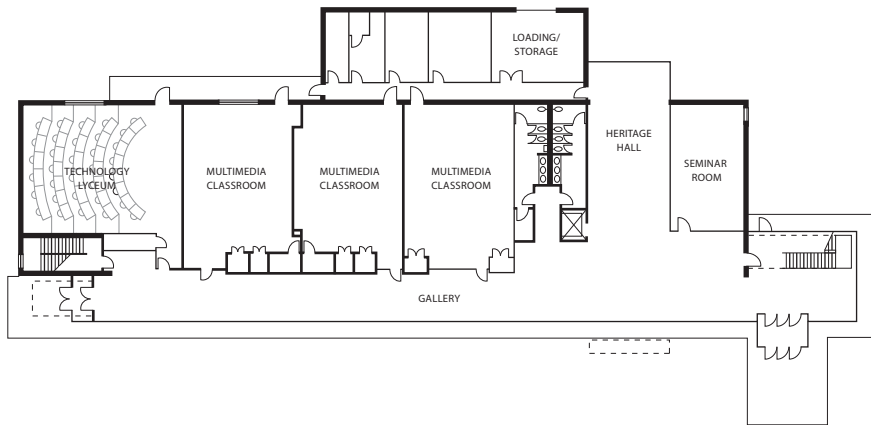 LOADING/
STORAGE
HERITAGE
HALL
TECHNOLOGY
LYCEUM
MULTIMEDIA
CLASSROOM
MULTIMEDIA
CLASSROOM
MULTIMEDIA
CLASSROOM
SEMINAR
ROOM
GALLERY